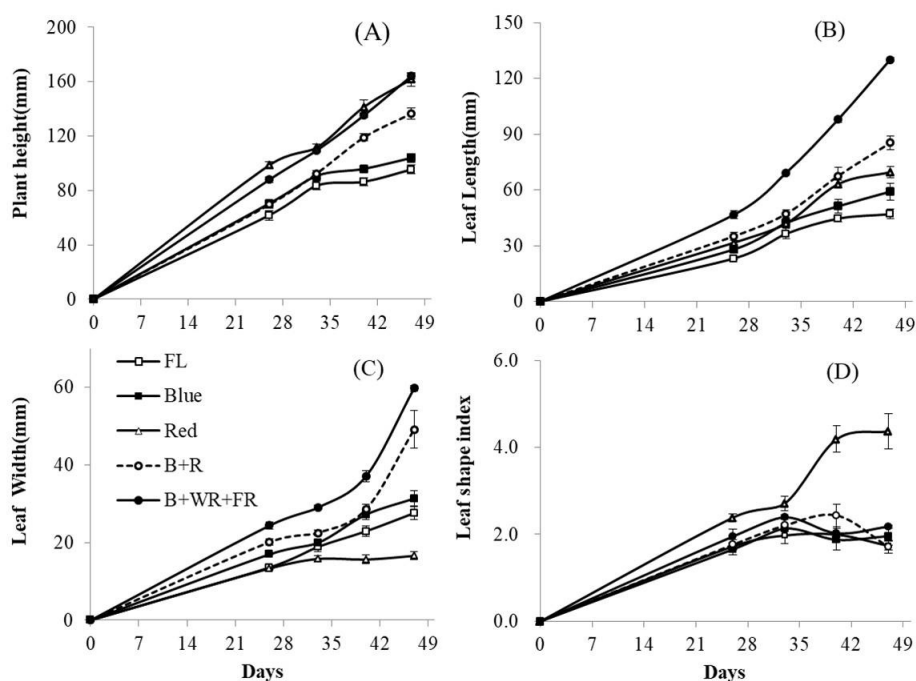 (A)
Plant height(mm)
200
160
120
80
40
0
0 7 14 21 28 35 42 49
(B)
Leaf Length(mm)
150
120
90
60
30
0
0 7 14 21 28 35 42 49
(C)
Leaf Width(mm)
60
40
20
0
FL
Blue
Red
B+R
B+WR+FR
0 7 14 21 28 35 42 49
Days
(D)
Leaf shape index
6.0
4.0
2.0
0.0
0 7 14 21 28 35 42 49
Days